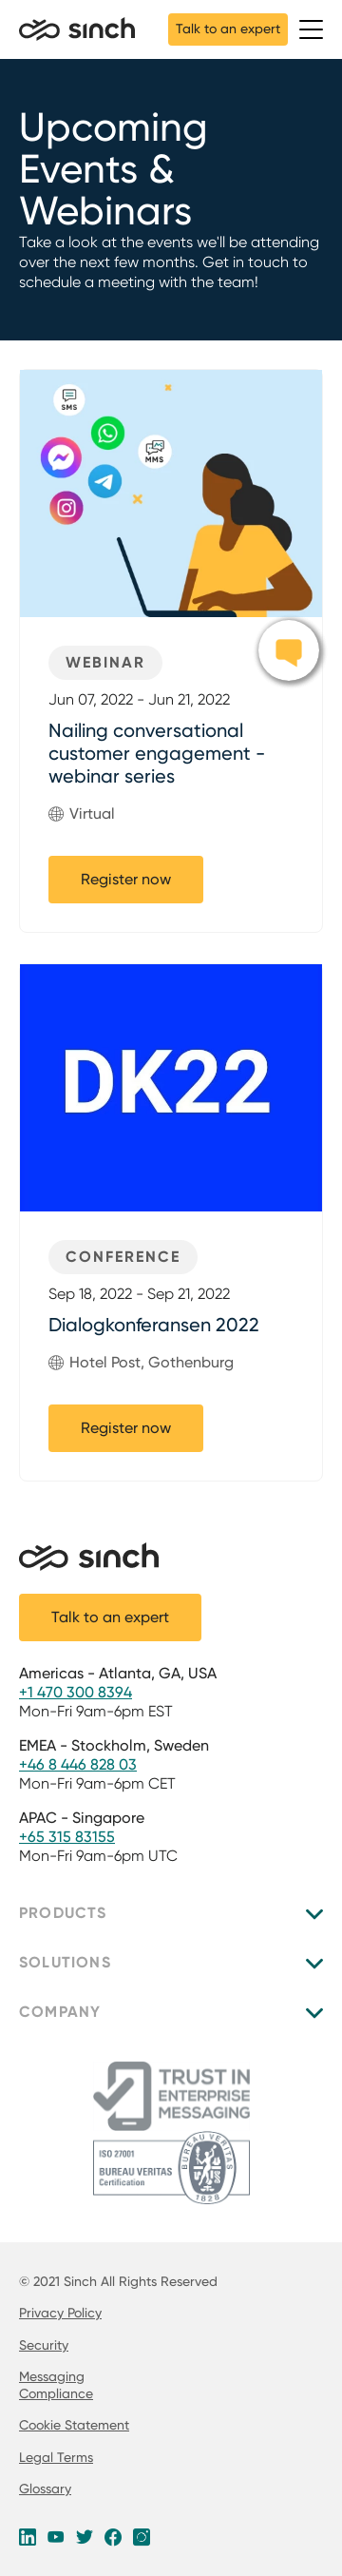 sinch
Talk to an expert
Upcoming
Events &
Webinars
Take a look at the events we'll be attending
over the next few months. Get in touch to
schedule a meeting with the team!
SMS
MMS
WEBINAR
Jun 07, 2022 - Jun 21, 2022
Nailing conversational
customer engagement -
webinar series
Virtual
Register now
DK22
CONFERENCE
Sep 18, 2022 - Sep 21, 2022
Dialogkonferansen 2022
Hotel Post, Gothenburg
Register now
sinch
Talk to an expert
Americas - Atlanta, GA, USA
+1 470 300 8394
Mon-Fri 9am-6pm EST
EMEA - Stockholm, Sweden
+46 8 446 828 03
Mon-Fri 9am-6pm CET
APAC - Singapore
+65 315 83155
Mon-Fri 9am-6pm UTC
PRODUCTS
SOLUTIONS
COMPANY
TRUST IN
ENTERPRISE
MESSAGING
ISO 27001
BUREAU VERITAS
Certification
BUREAU VERITAS
1828
© 2021 Sinch All Rights Reserved
Privacy Policy
Security
Messaging
Compliance
Cookie Statement
Legal Terms
Glossary